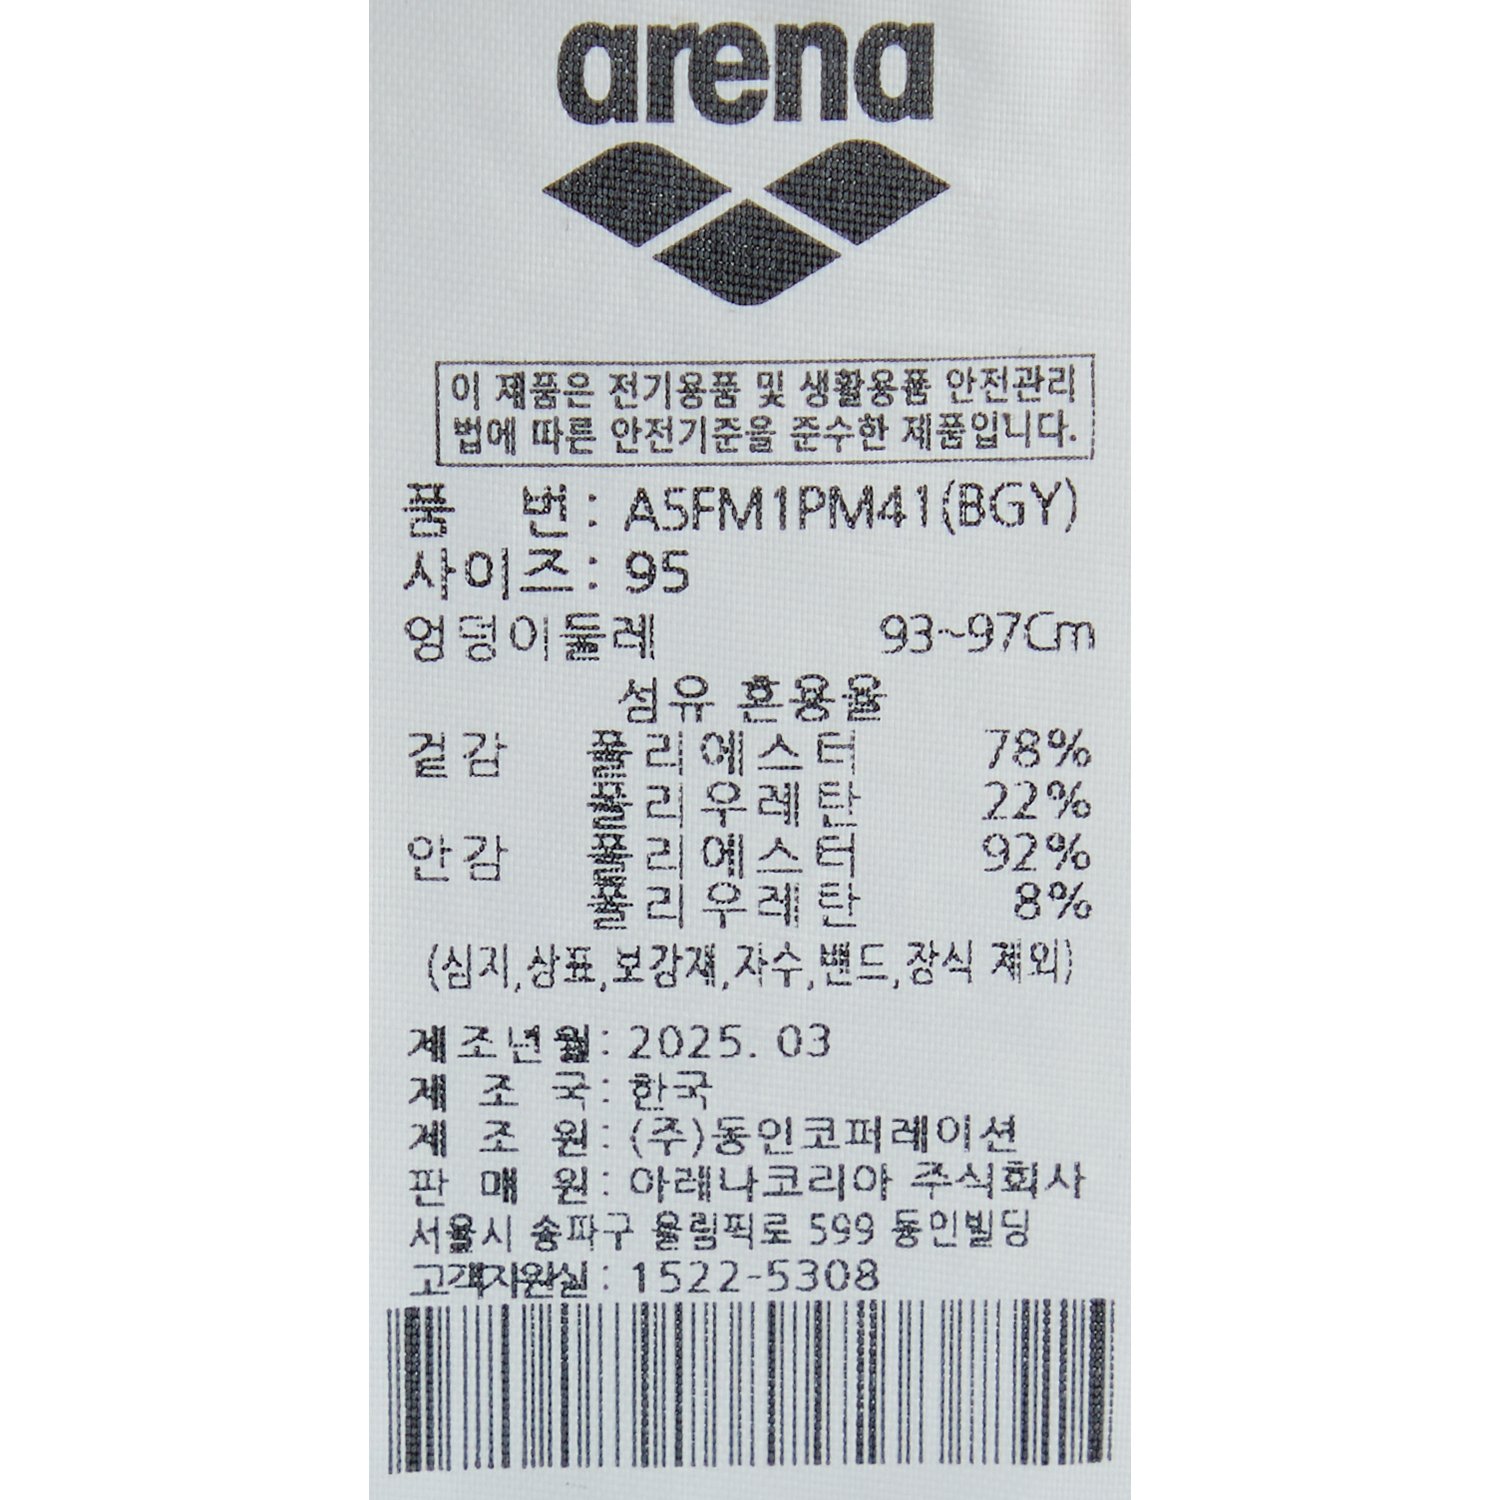 arena
이 제품은 전기용품 및 생활용품 안전관리
법에 따른 안전기준을 준수한 제품입니다.
품 번 : A5FM1PM41(BGY)
사이즈 : 95
엉덩이둘레 93~97Cm
섬유 혼용율
겉감 폴리에스터 78%
폴리우레탄 22%
안감 폴리에스터 92%
폴리우레탄 8%
(심지,상표,보강재,자수,밴드,장식 제외)
제조년월 : 2025. 03
제 조 국 : 한국
제 조 원 : (주)동인코퍼레이션
판 매 원 : 아레나코리아 주식회사
서울시 송파구 올림픽로 599 동인빌딩
고객지원실 : 1522-5308